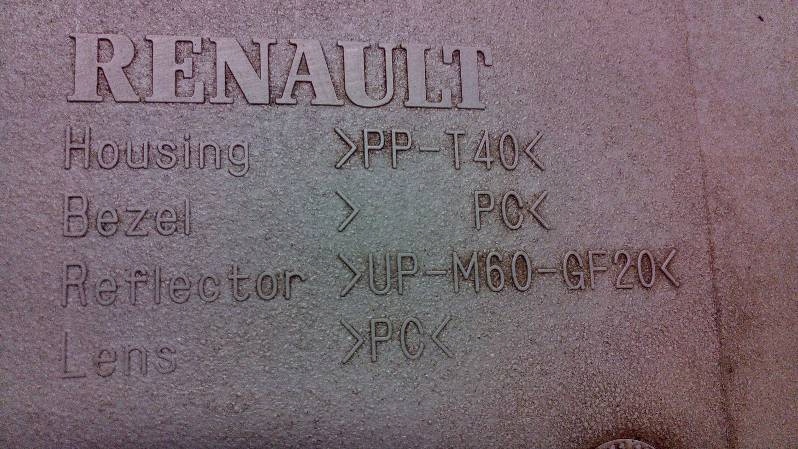 RENAULT
Housing >PP-T40<
Bezel > PC<
Reflector >UP-M60-GF20<
Lens >PC<